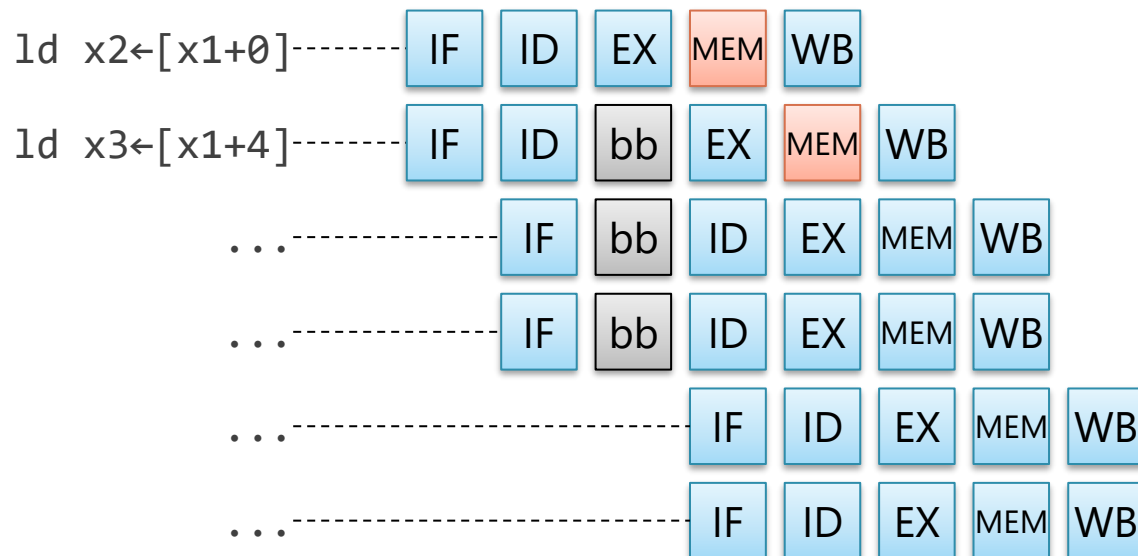 ld x2←[x1+0] IF ID EX MEM WB
ld x3←[x1+4] IF ID bb EX MEM WB
... IF bb ID EX MEM WB
... IF bb ID EX MEM WB
... IF ID EX MEM WB
... IF ID EX MEM WB